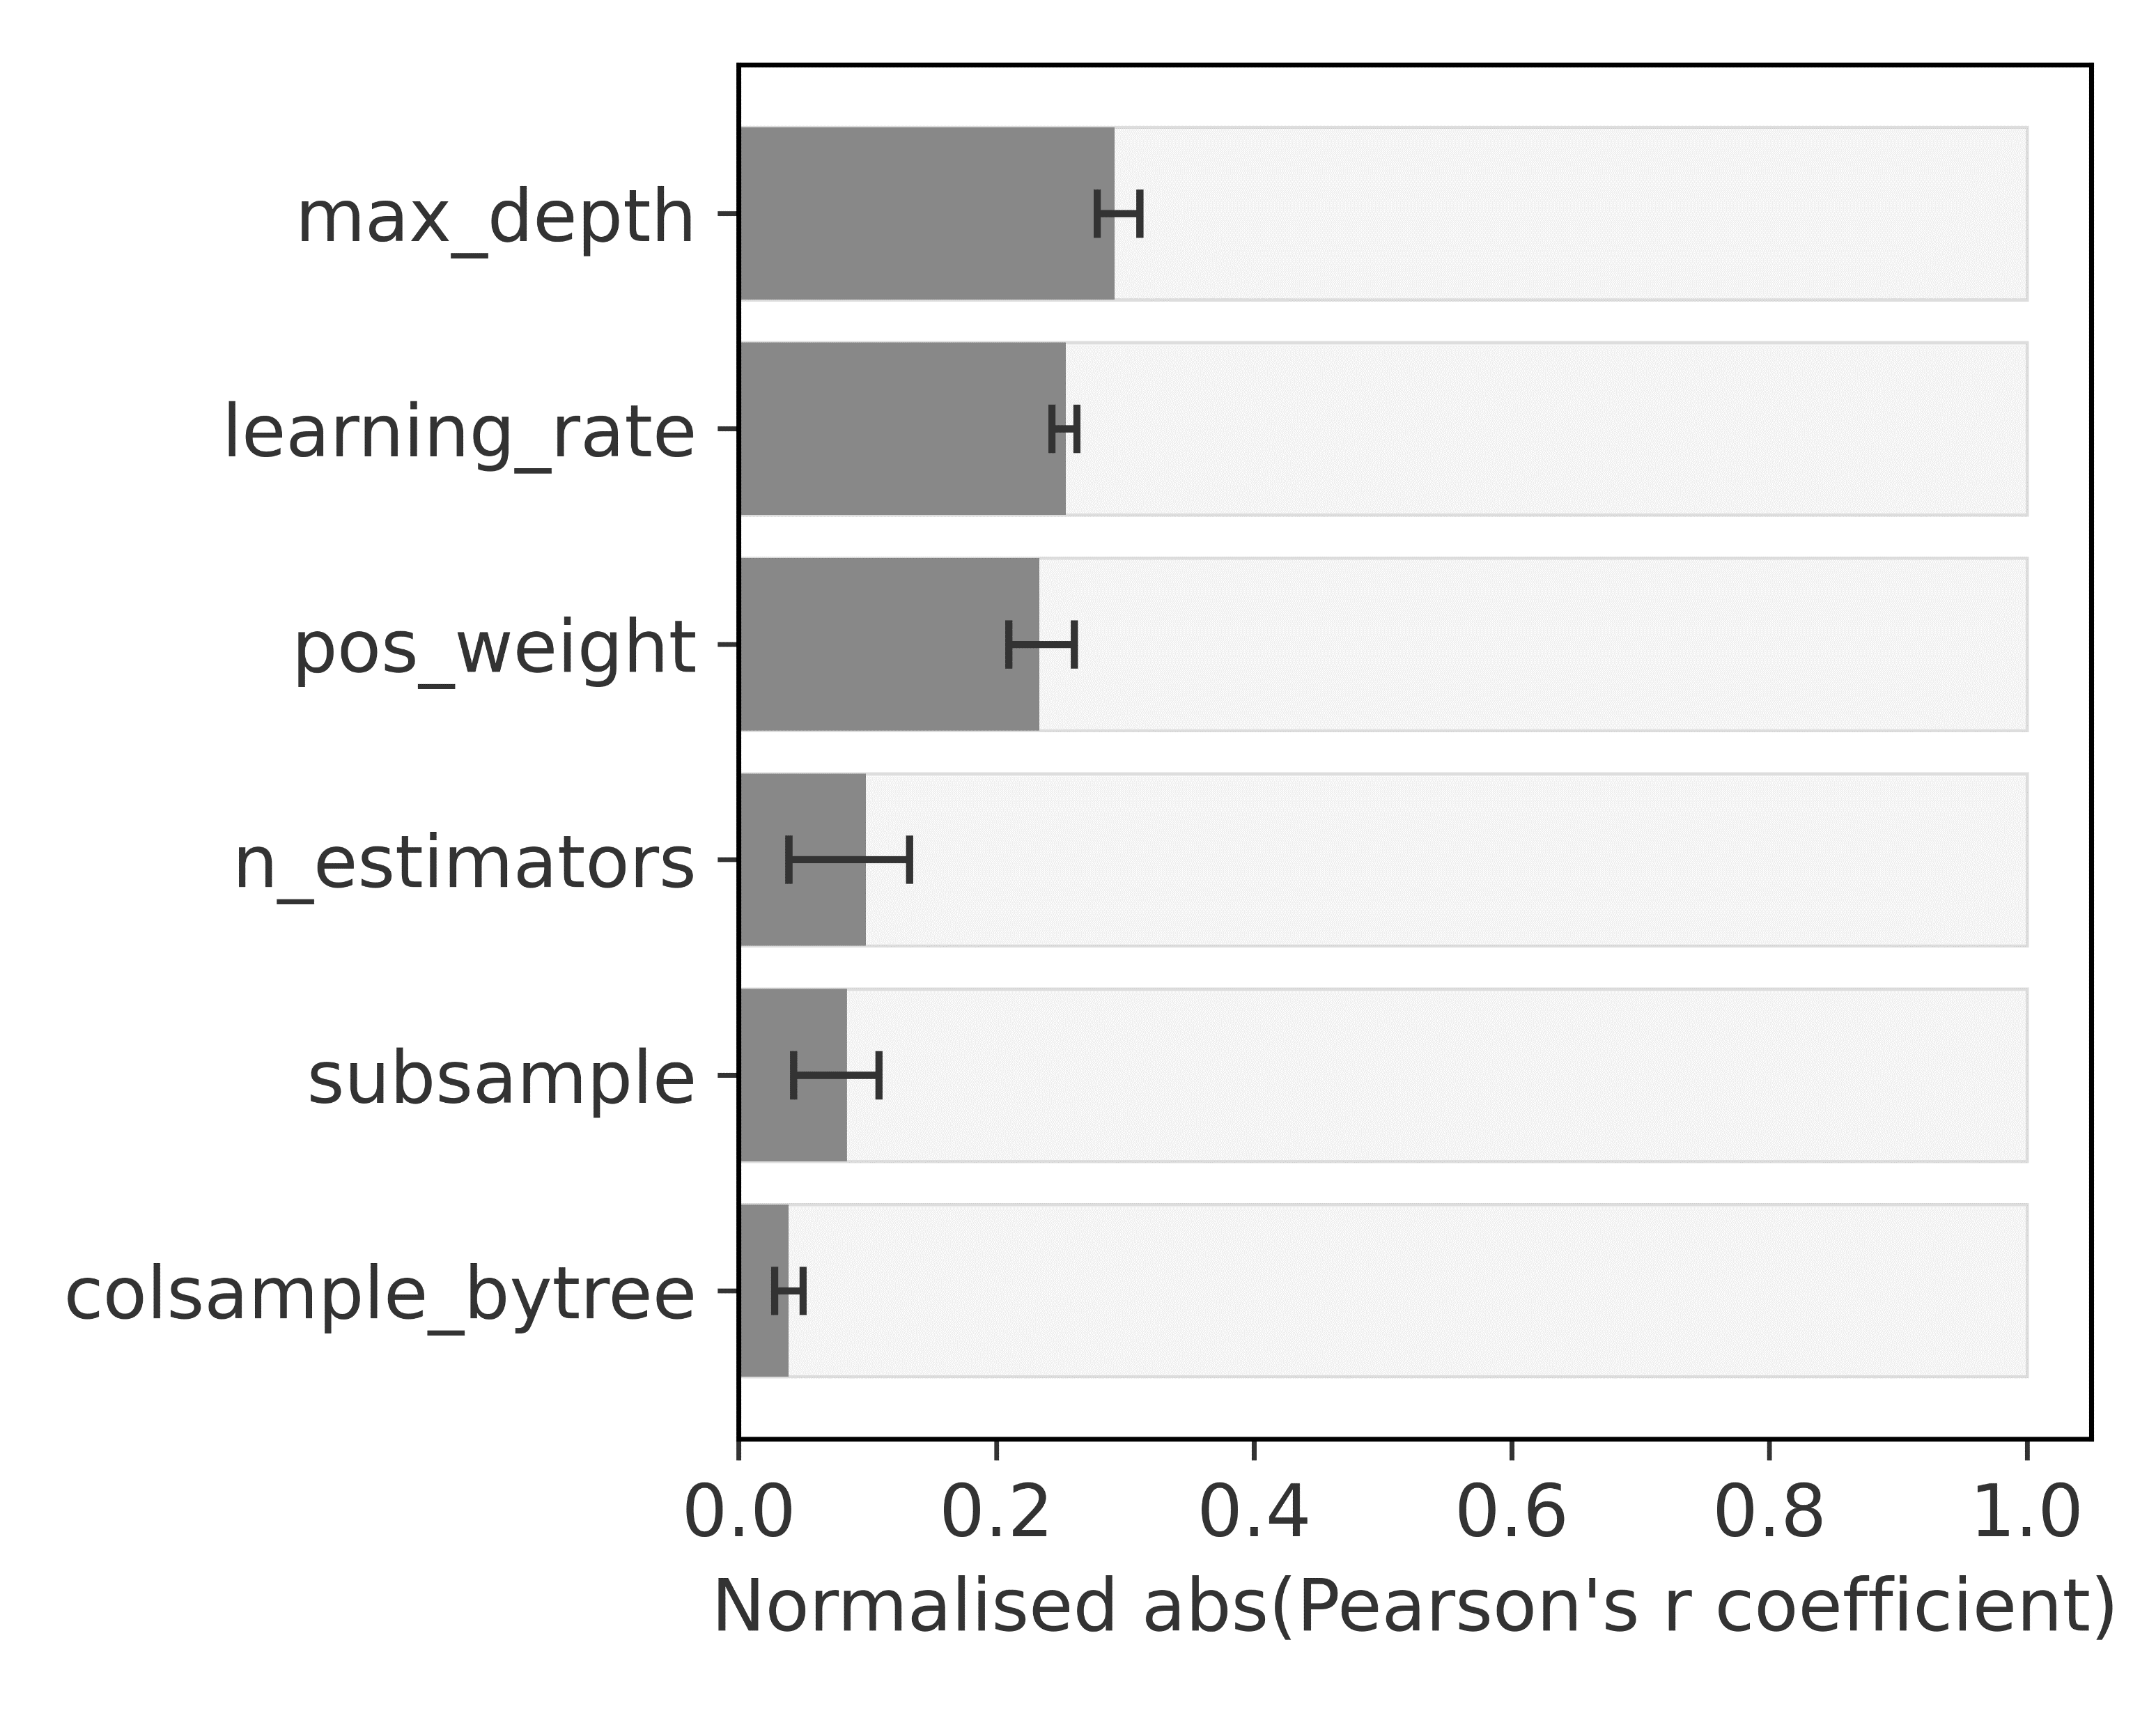 max_depth
learning_rate
pos_weight
n_estimators
subsample
colsample_bytree
0.0 0.2 0.4 0.6 0.8 1.0
Normalised abs(Pearson's r coefficient)